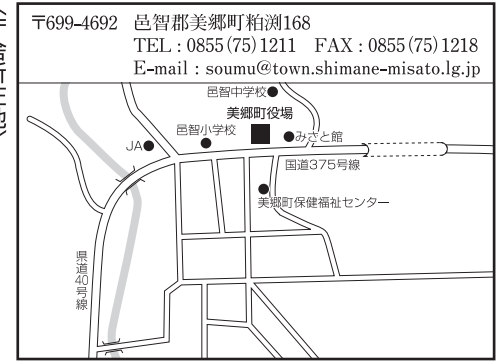 〒699-4692 邑智郡美郷町粕渕168
TEL：0855(75)1211 FAX：0855(75)1218
E-mail：soumu@town.shimane-misato.lg.jp
邑智中学校
美郷町役場
邑智小学校
みさと館
JA
国道375号線
美郷町保健福祉センター
県道40号線